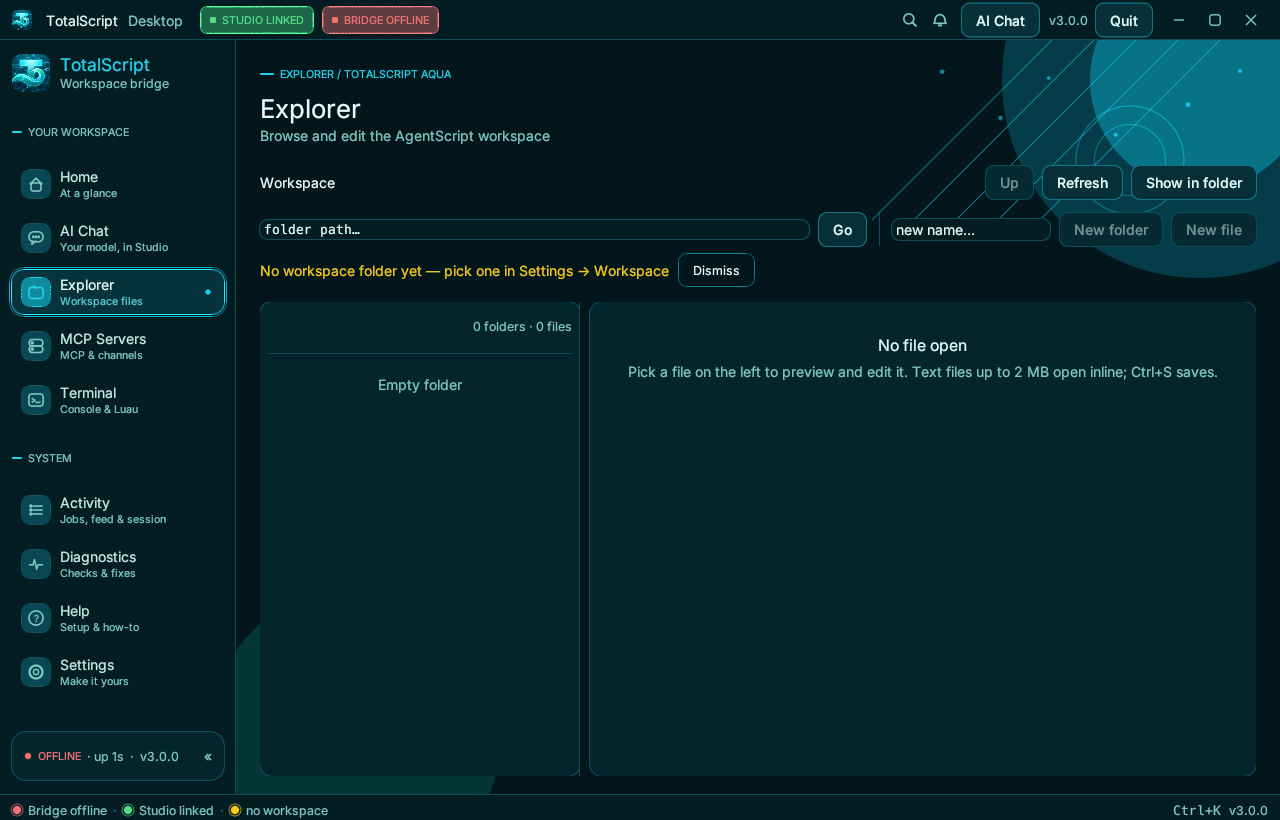 TotalScript Desktop STUDIO LINKED BRIDGE OFFLINE AI Chat v3.0.0 Quit
TotalScript
Workspace bridge
YOUR WORKSPACE
Home
At a glance
AI Chat
Your model, in Studio
Explorer
Workspace files
MCP Servers
MCP & channels
Terminal
Console & Luau
SYSTEM
Activity
Jobs, feed & session
Diagnostics
Checks & fixes
Help
Setup & how-to
Settings
Make it yours
OFFLINE · up 1s · v3.0.0 «
EXPLORER / TOTALSCRIPT AQUA
Explorer
Browse and edit the AgentScript workspace
Workspace Up Refresh Show in folder
folder path… Go new name… New folder New file
No workspace folder yet — pick one in Settings → Workspace Dismiss
0 folders · 0 files
Empty folder
No file open
Pick a file on the left to preview and edit it. Text files up to 2 MB open inline; Ctrl+S saves.
Bridge offline · Studio linked · no workspace Ctrl+K v3.0.0